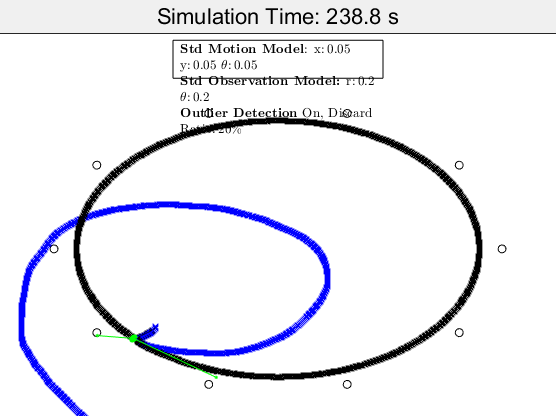 Simulation Time: 238.8 s
Std Motion Model: x:0.05
y:0.05 θ:0.05
Std Observation Model: r:0.2
θ:0.2
Outlier Detection On, Discard
Ratio:20%